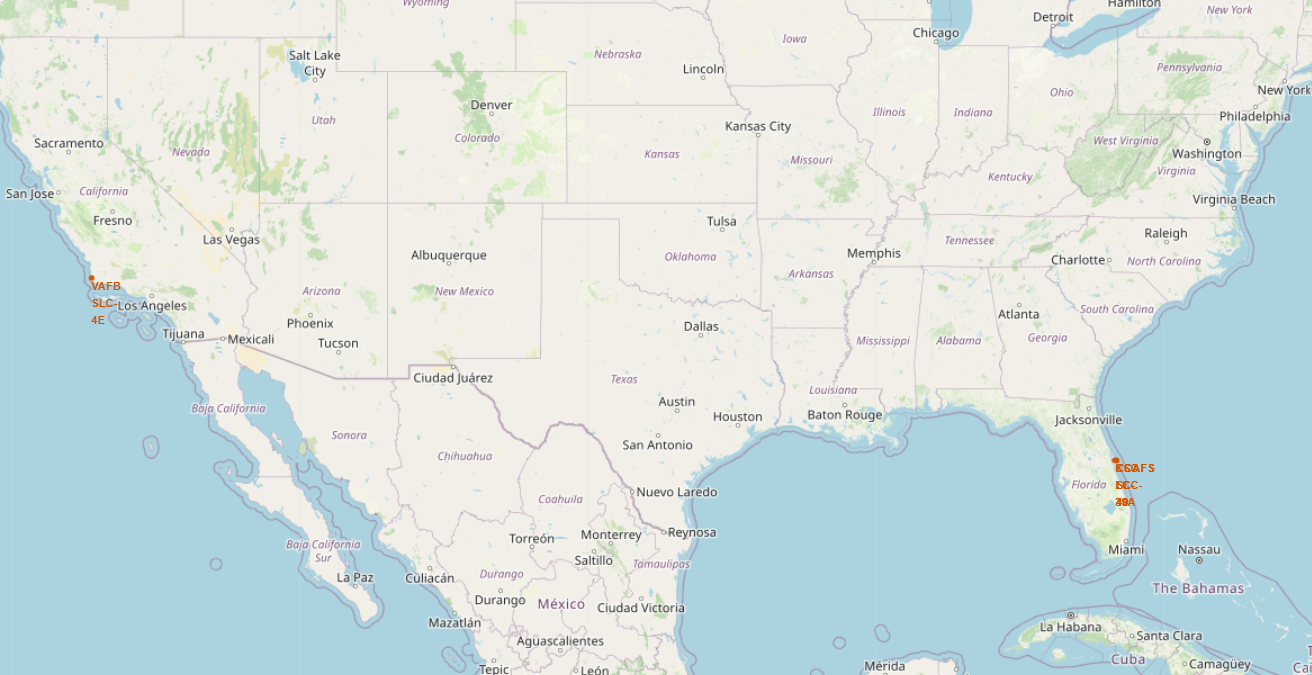 Wyoming
Hamilton
New York
Detroit
Chicago
Iowa
Nebraska
Salt Lake
City
Lincoln
Pennsylvania
New York
Ohio
Denver
Illinois
Indiana
Philadelphia
Utah
Kansas City
Colorado
West Virginia
Sacramento
Nevada
Kansas
Missouri
Washington
Virginia
Kentucky
San Jose
California
Virginia Beach
Fresno
Tulsa
Raleigh
Las Vegas
Tennessee
Albuquerque
Oklahoma
Memphis
Charlotte
North Carolina
Arkansas
VAFB
SLC-
4E
Arizona
New Mexico
Los Angeles
South Carolina
Atlanta
Phoenix
Dallas
Tijuana
Mexicali
Tucson
Mississippi
Alabama
Georgia
Ciudad Juárez
Texas
Louisiana
Austin
Baja California
Houston
Baton Rouge
Jacksonville
Sonora
San Antonio
Chihuahua
Florida
Nuevo Laredo
Coahuila
Reynosa
Torreón
Monterrey
Baja California
Sur
Saltillo
Tamaulipas
Miami
Nassau
La Paz
Culiacán
Durango
The Bahamas
Durango
México
Ciudad Victoria
Mazatlán
La Habana
Santa Clara
Aguascalientes
Cuba
Mérida
Camagüey
Tepic
León